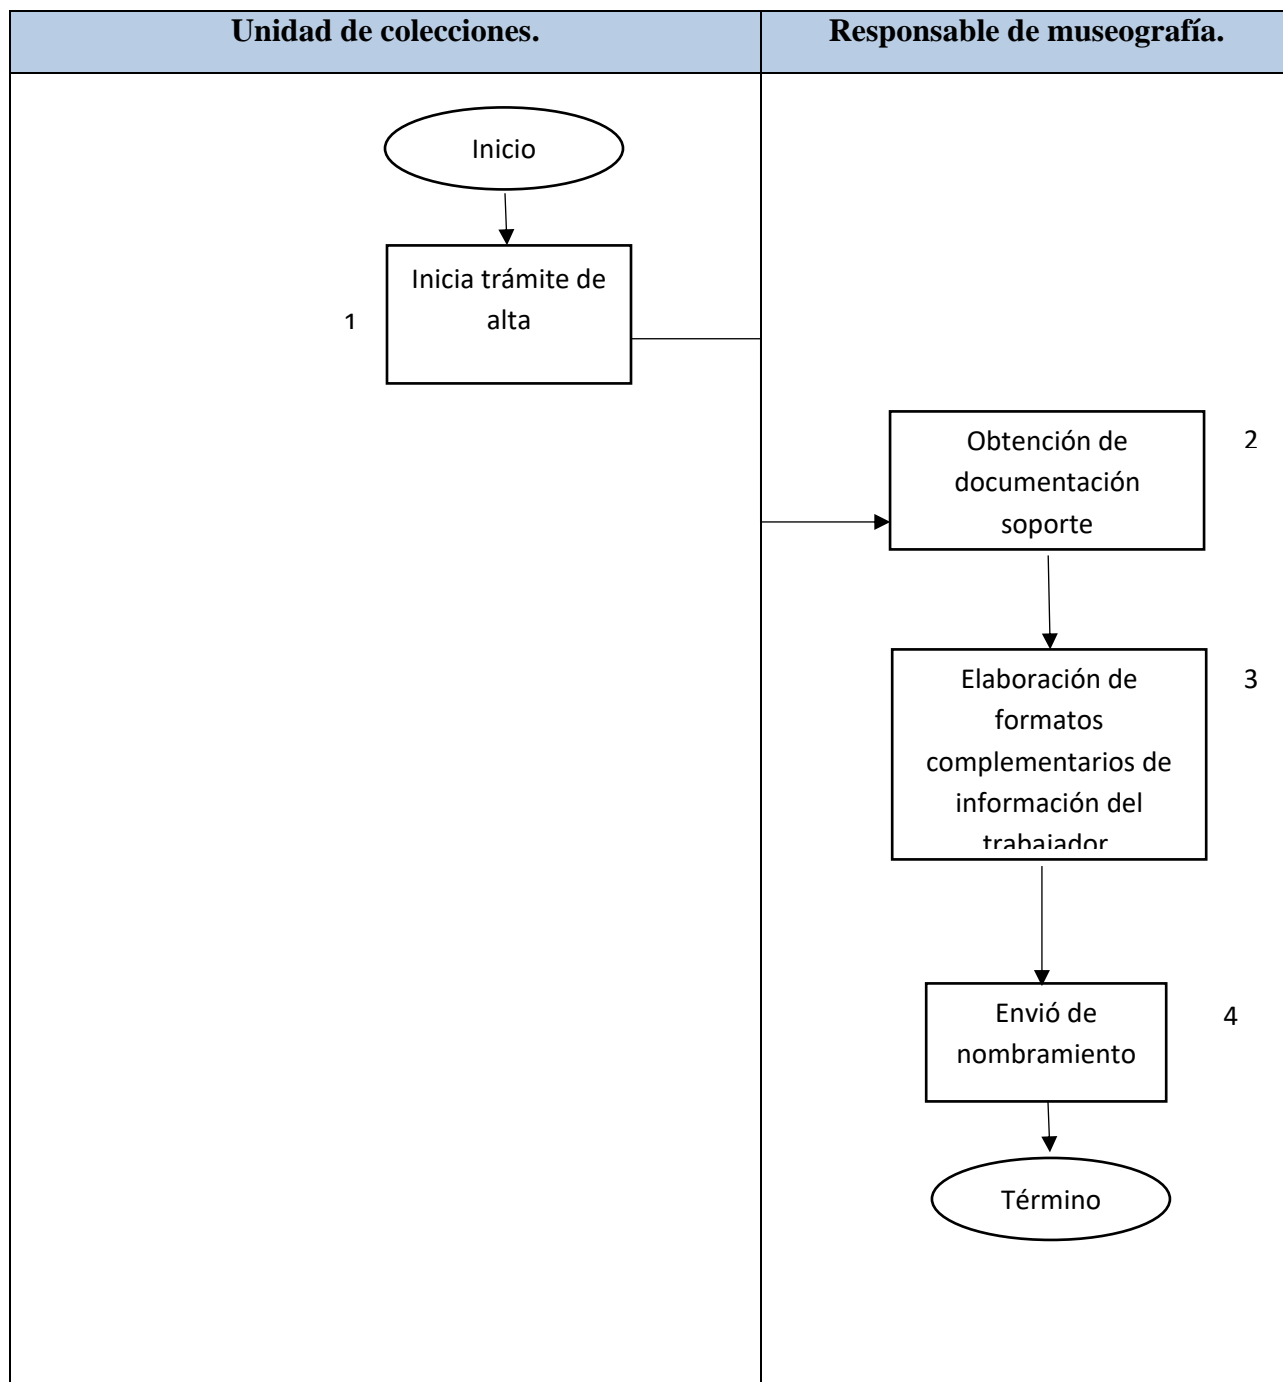 Unidad de colecciones.
Responsable de museografía.
Inicio
Inicia trámite de
alta
1
Obtención de
documentación
soporte
2
Elaboración de
formatos
complementarios de
información del
trabajador
3
Envió de
nombramiento
4
Término